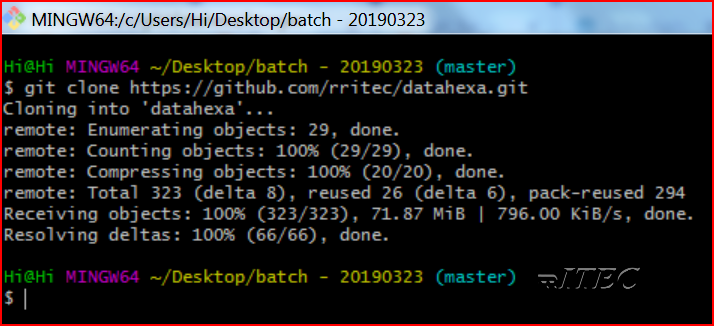 MINGW64:/c/Users/Hi/Desktop/batch - 20190323
Hi@Hi MINGW64 ~/Desktop/batch - 20190323 (master)
$ git clone https://github.com/rritec/datahexa.git
Cloning into 'datahexa'...
remote: Enumerating objects: 29, done.
remote: Counting objects: 100% (29/29), done.
remote: Compressing objects: 100% (20/20), done.
remote: Total 323 (delta 8), reused 26 (delta 6), pack-reused 294
Receiving objects: 100% (323/323), 71.87 MiB | 796.00 KiB/s, done.
Resolving deltas: 100% (66/66), done.
Hi@Hi MINGW64 ~/Desktop/batch - 20190323 (master)
$